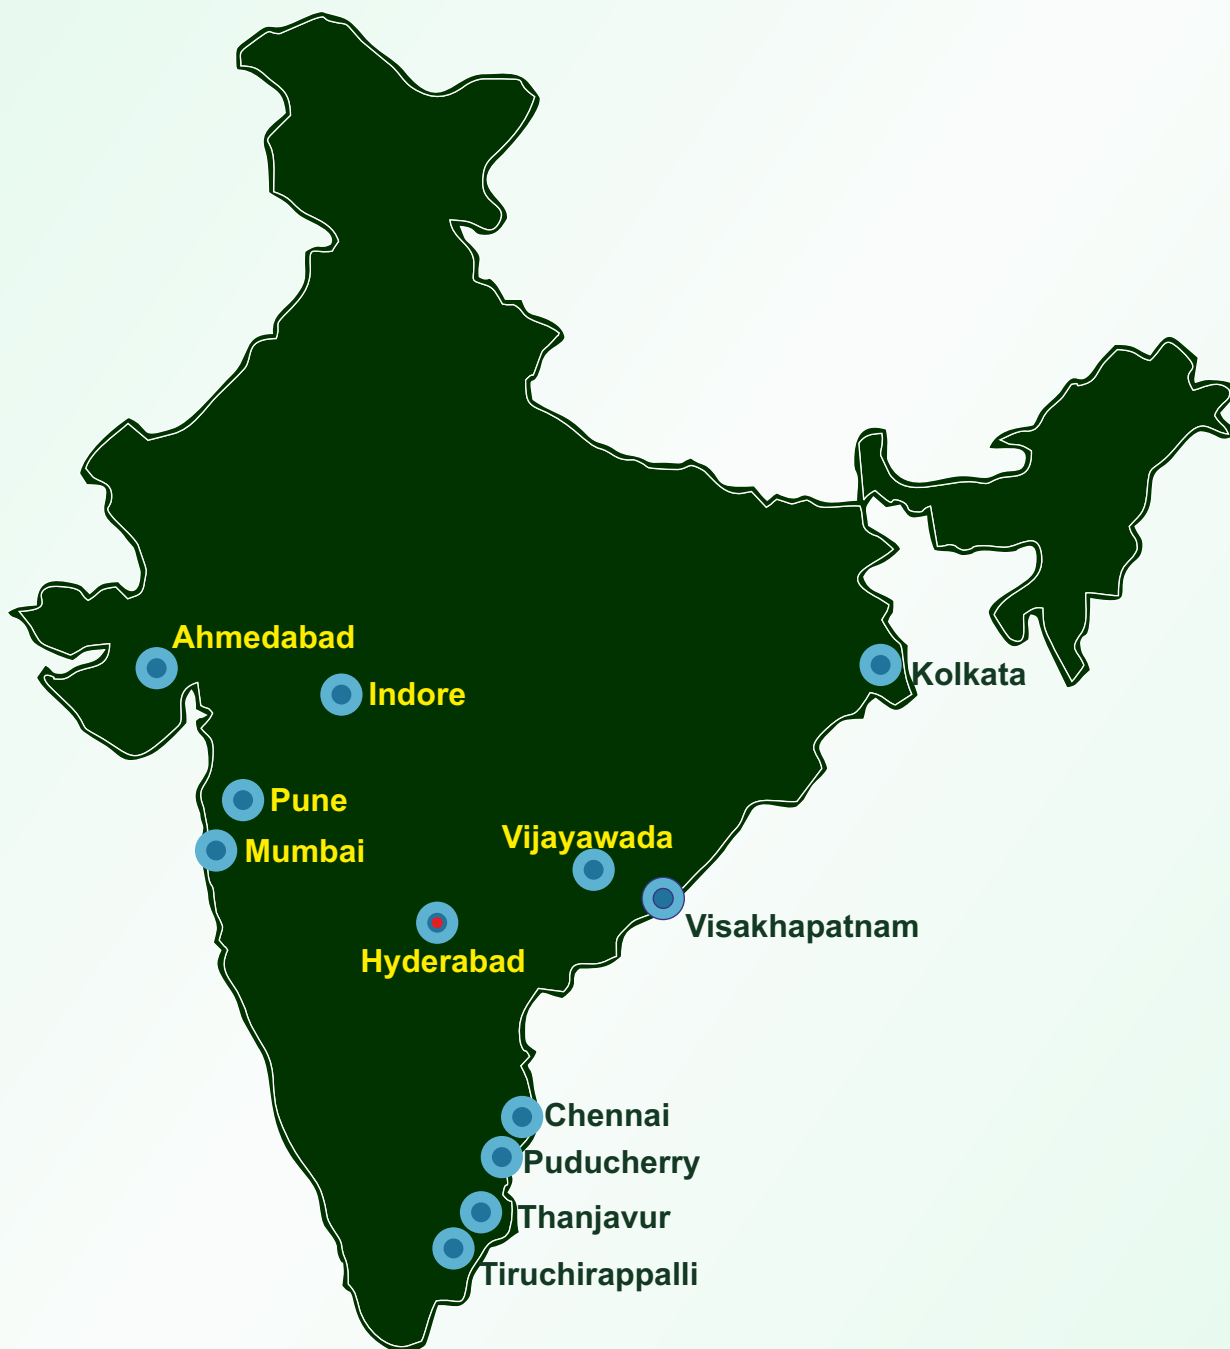 Ahmedabad
Kolkata
Indore
Pune
Vijayawada
Mumbai
Visakhapatnam
Hyderabad
Chennai
Puducherry
Thanjavur
Tiruchirappalli